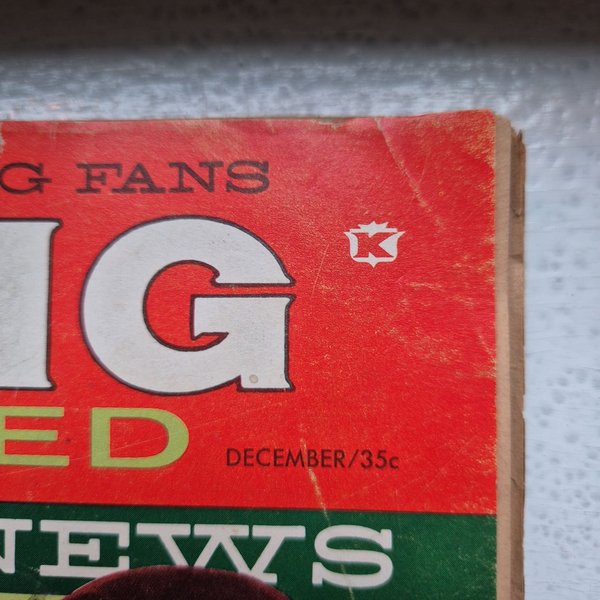 G FANS
IG
K
ED
DECEMBER/35c
NEWS